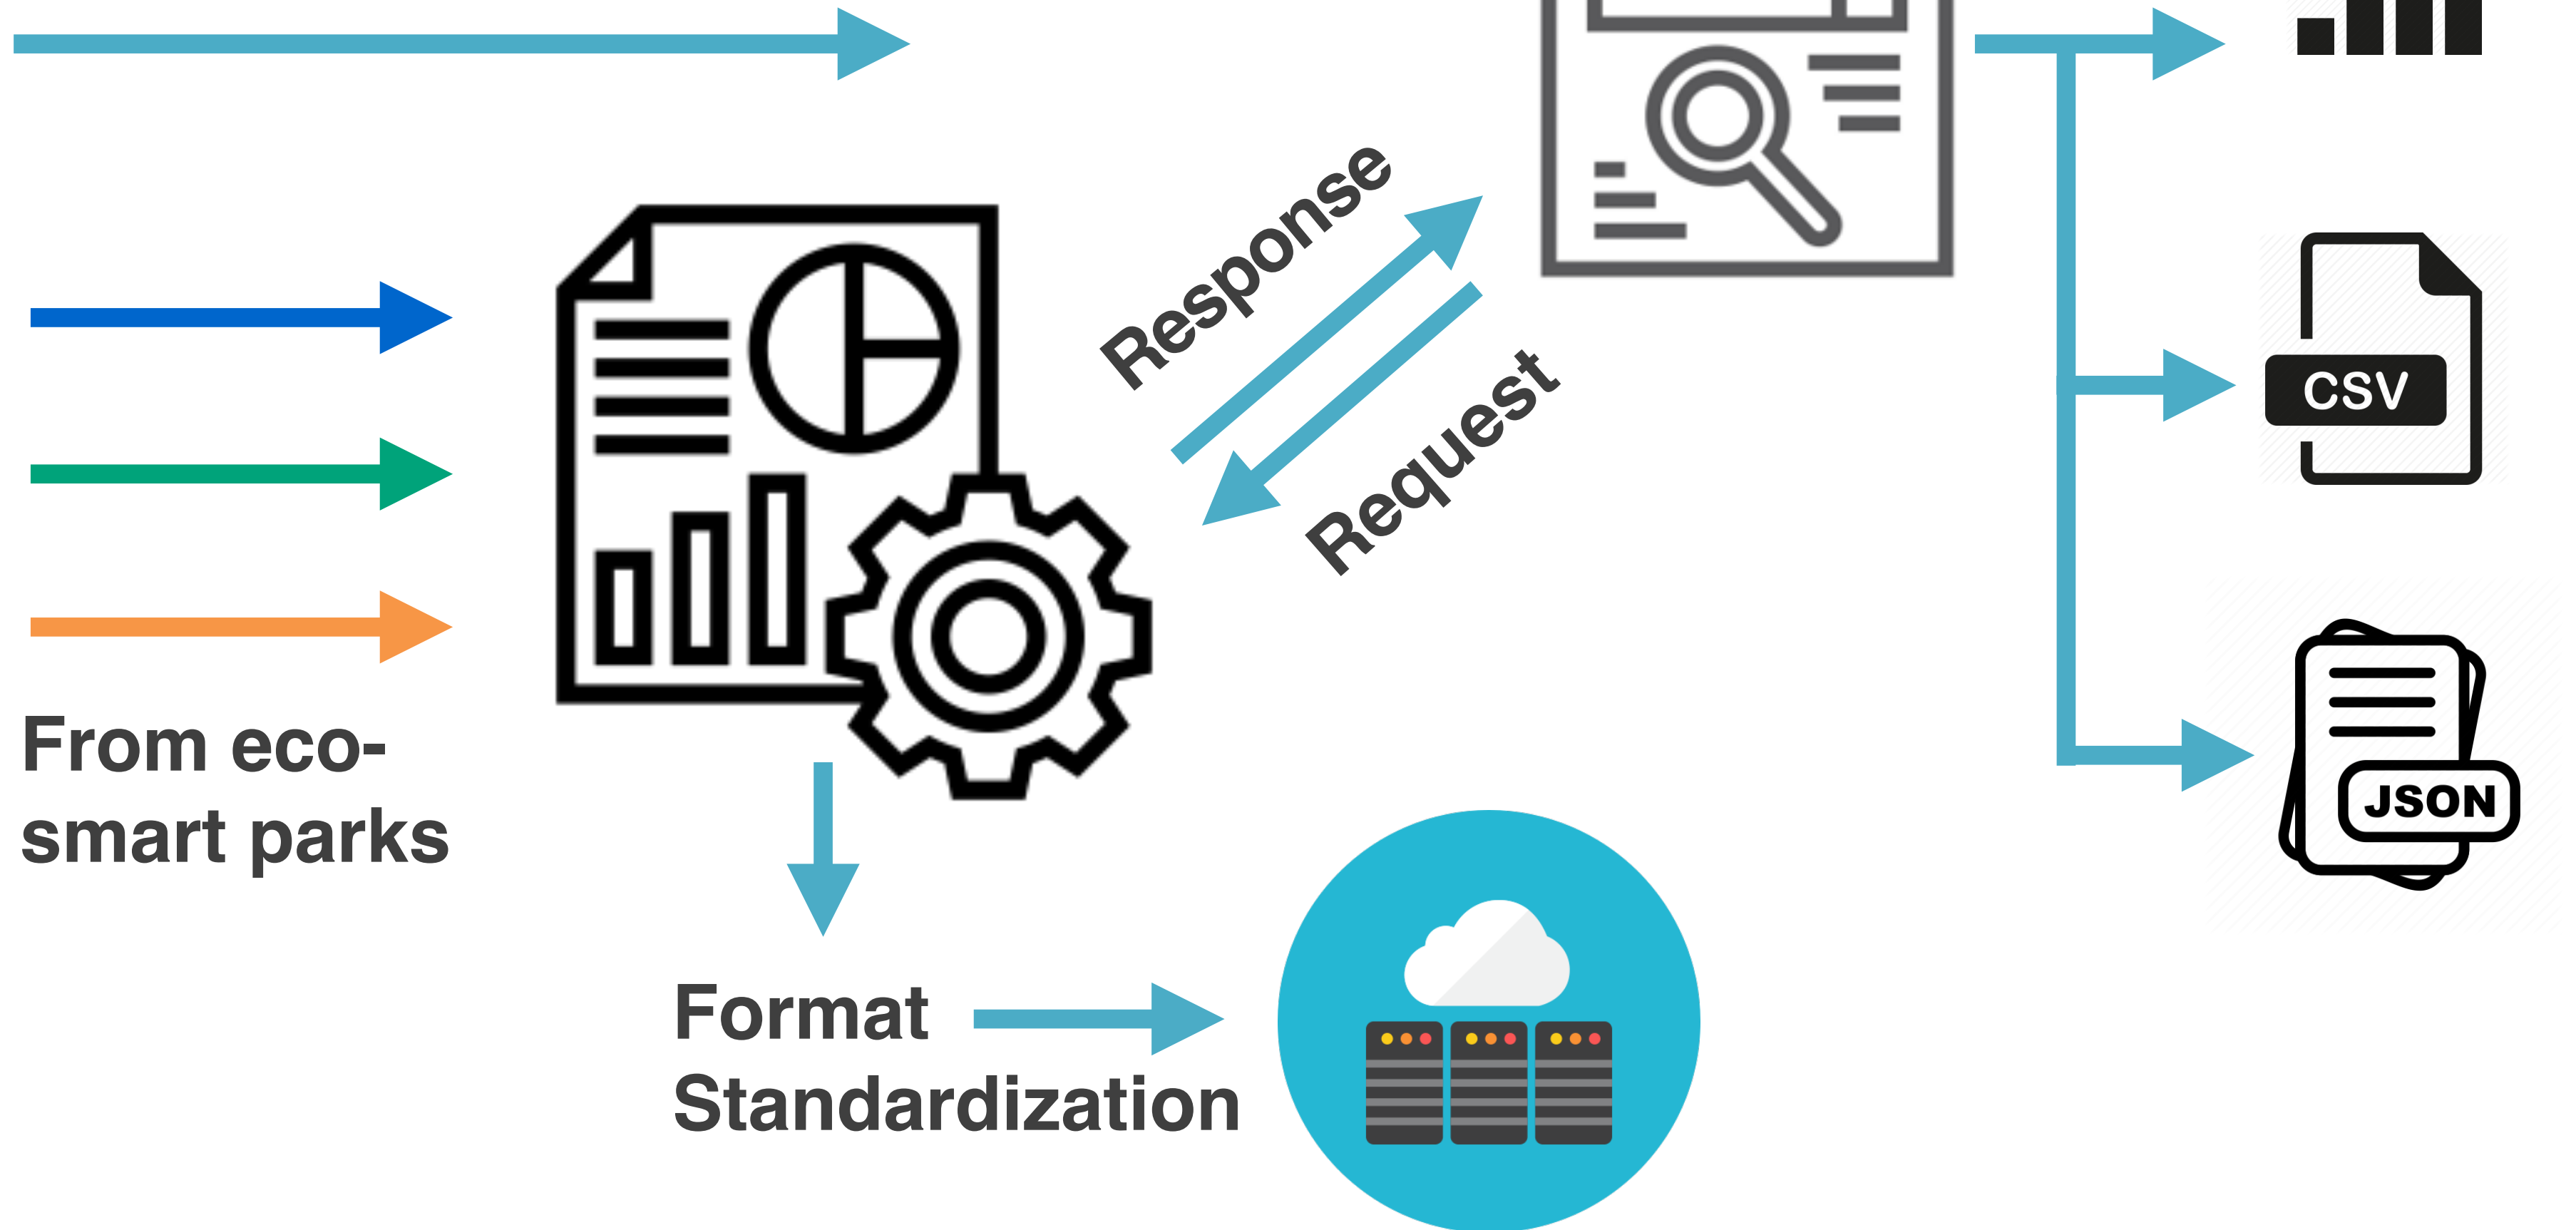 Response
Request
CSV
From eco-
smart parks
JSON
Format
Standardization